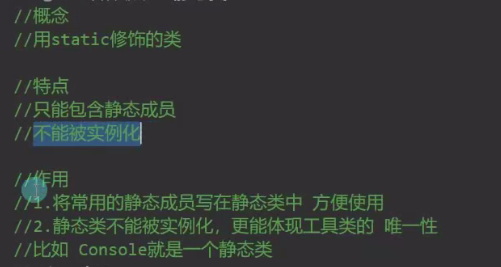 //概念
//用static修饰的类
//特点
//只能包含静态成员
//不能被实例化
//作用
//1.将常用的静态成员写在静态类中 方便使用
//2.静态类不能被实例化，更能体现工具类的 唯一性
//比如 Console就是一个静态类